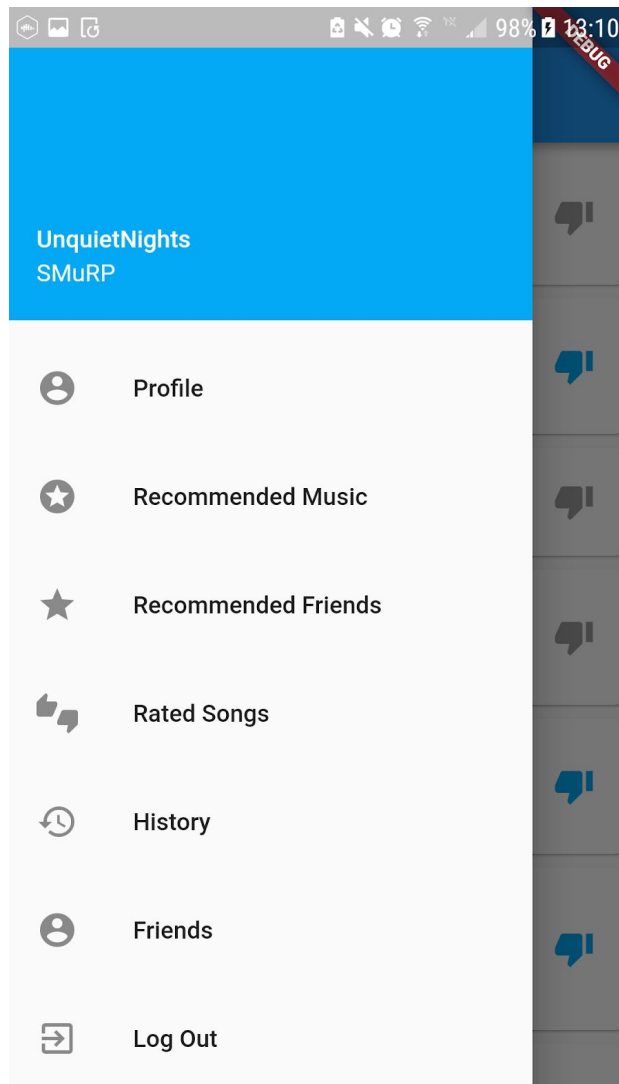 98% 13:10
DEBUG
UnquietNights
SMuRP
Profile
Recommended Music
Recommended Friends
Rated Songs
History
Friends
Log Out